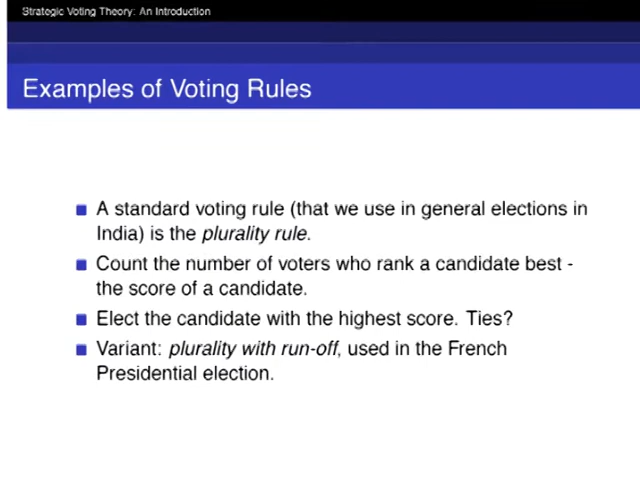 Strategic Voting Theory: An Introduction
Examples of Voting Rules
A standard voting rule (that we use in general elections in
India) is the plurality rule.
Count the number of voters who rank a candidate best -
the score of a candidate.
Elect the candidate with the highest score. Ties?
Variant: plurality with run-off, used in the French
Presidential election.